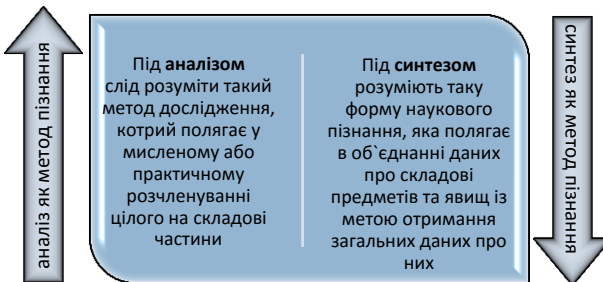 аналіз як метод пізнання
Під аналізом
слід розуміти такий
метод дослідження,
котрий полягає у
мисленому або
практичному
розчленуванні
цілого на складові
частини
Під синтезом
розуміють таку
форму наукового
пізнання, яка полягає
в об`єднанні даних
про складові
предметів та явищ із
метою отримання
загальних даних про
них
синтез як метод пізнання